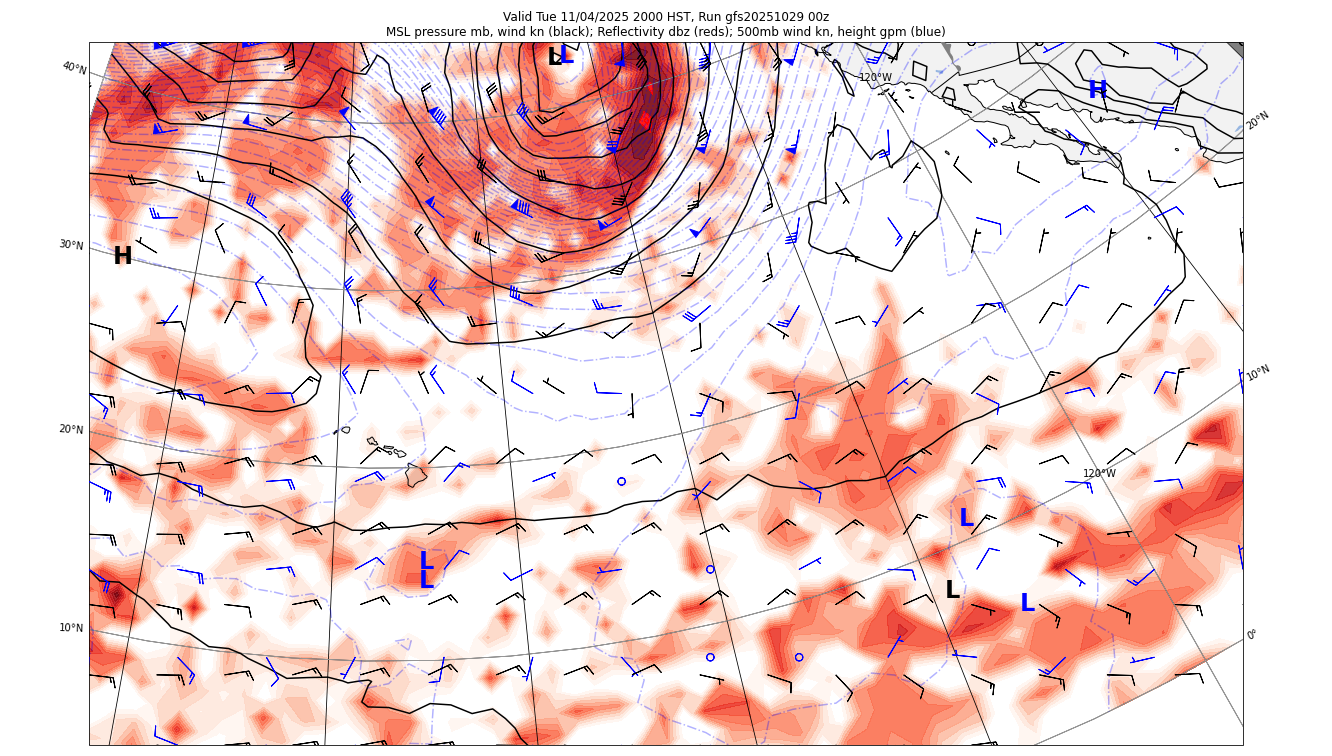 Valid Tue 11/04/2025 2000 HST, Run gfs20251029 00z
MSL pressure mb, wind kn (black); Reflectivity dbz (reds); 500mb wind kn, height gpm (blue)
L L
40°N
120°W
H
20°N
30°N
H
10°N
20°N
120°W
L
L
L
L
L
10°N
0°